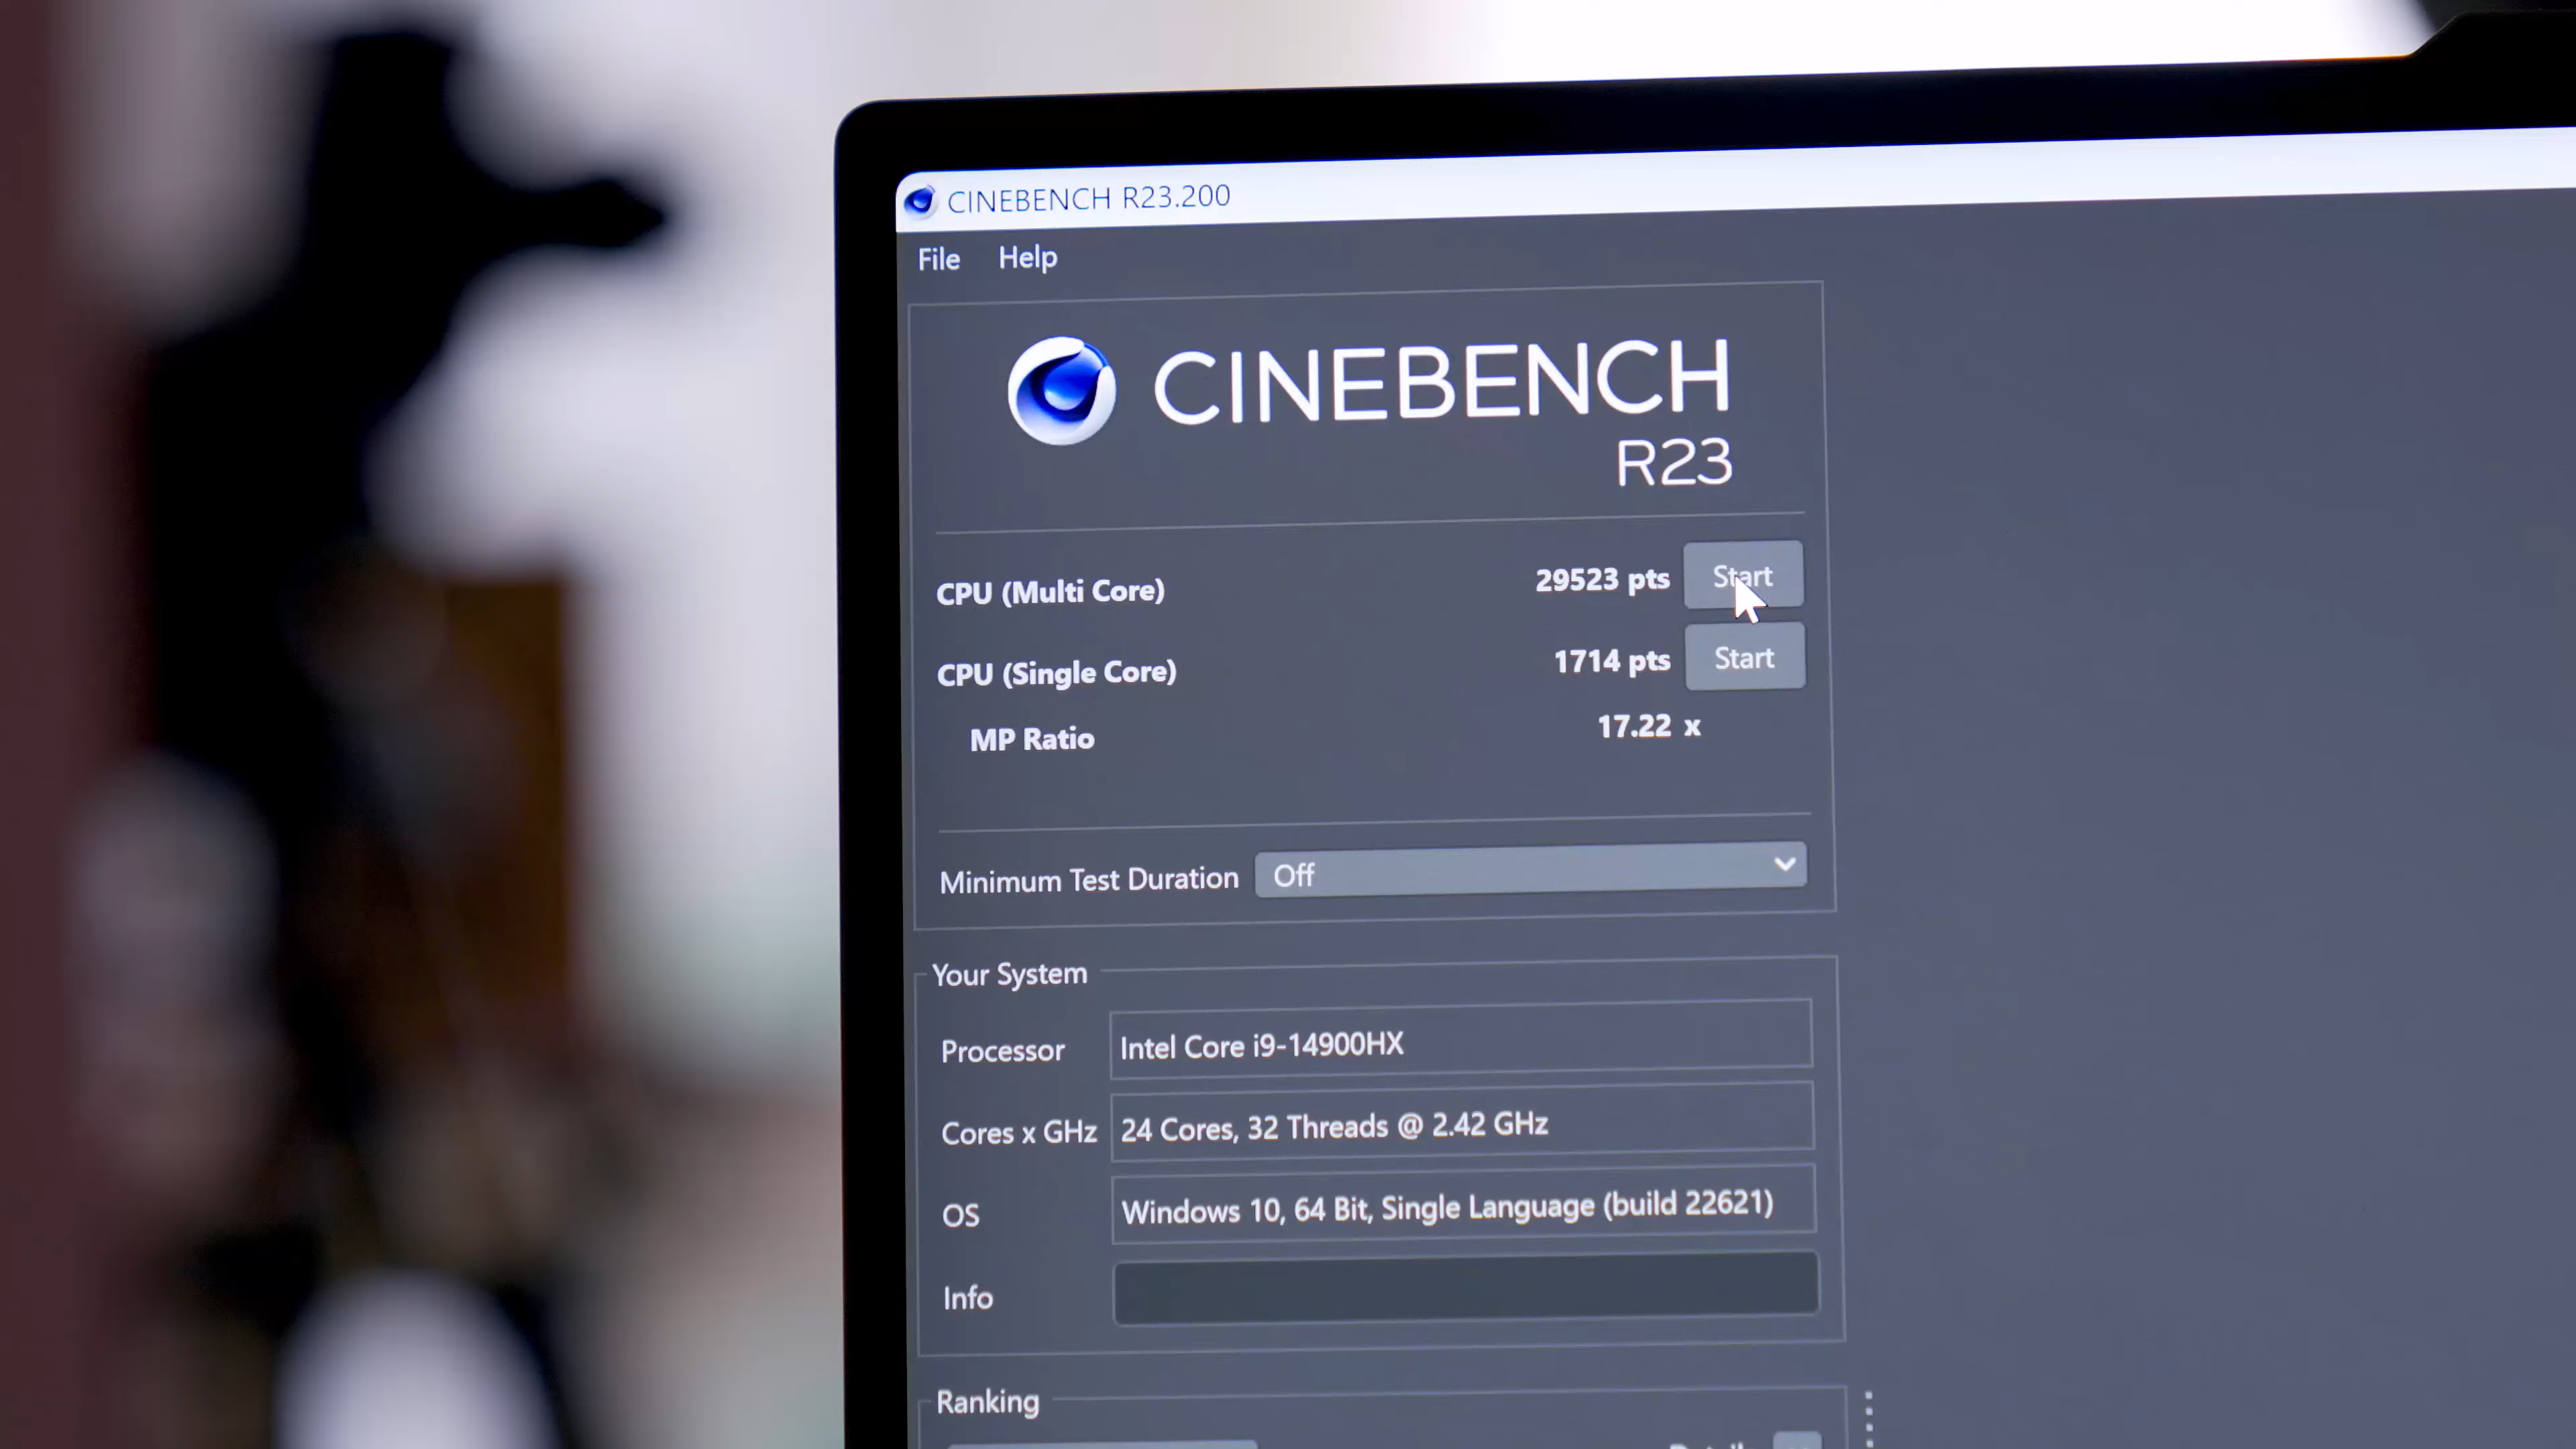 CINEBENCH R23.200
File Help
CINEBENCH
R23
CPU (Multi Core) 29523 pts Start
CPU (Single Core) 1714 pts Start
MP Ratio 17.22 x
Minimum Test Duration Off
Your System
Processor Intel Core i9-14900HX
Cores x GHz 24 Cores, 32 Threads @ 2.42 GHz
OS Windows 10, 64 Bit, Single Language (build 22621)
Info
Ranking